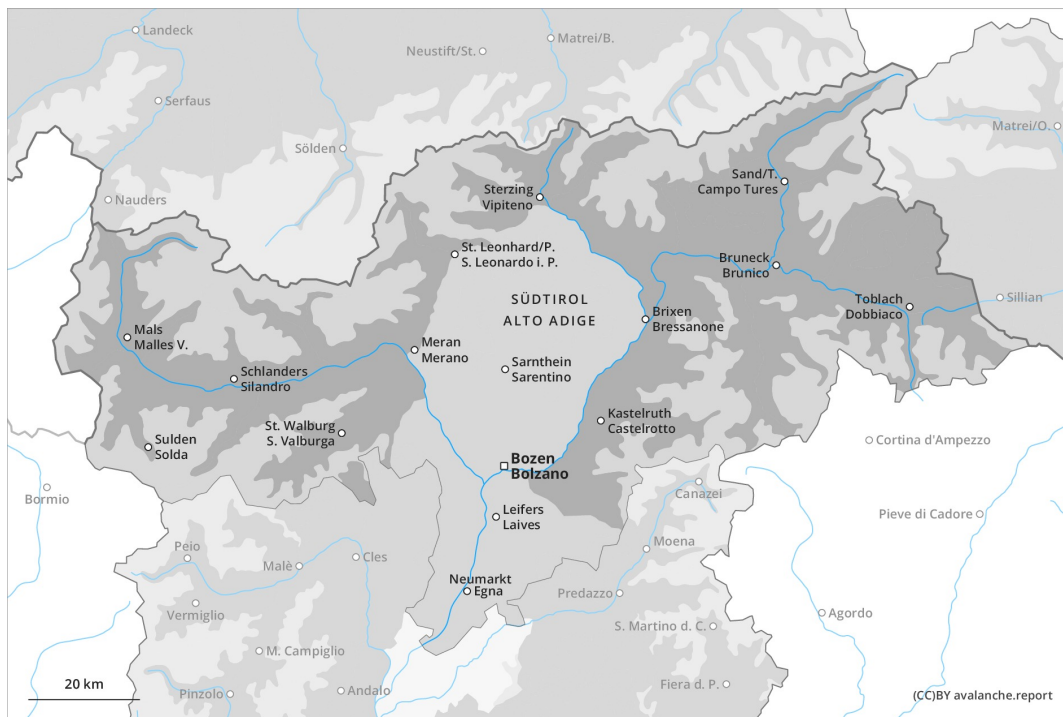 Landeck
Neustift/St.
Matrei/B.
Serfaus
Sölden
Matrei/O.
Sand/T.
Campo Tures
Sterzing
Vipiteno
Nauders
St. Leonhard/P.
S. Leonardo i. P.
Bruneck
Brunico
SÜDTIROL
ALTO ADIGE
Toblach
Dobbiaco
Sillian
Brixen
Bressanone
Mals
Malles V.
Meran
Merano
Sarnthein
Sarentino
Schlanders
Silandro
Kastelruth
Castelrotto
St. Walburg
S. Valburga
Sulden
Solda
Cortina d'Ampezzo
Bozen
Bolzano
Bormio
Canazei
Leifers
Laives
Pieve di Cadore
Moena
Peio
Malè
Cles
Neumarkt
Egna
Predazzo
Vermiglio
Agordo
S. Martino d. C.
M. Campiglio
20 km
Pinzolo
Andalo
Fiera d. P.
(CC)BY avalanche.report